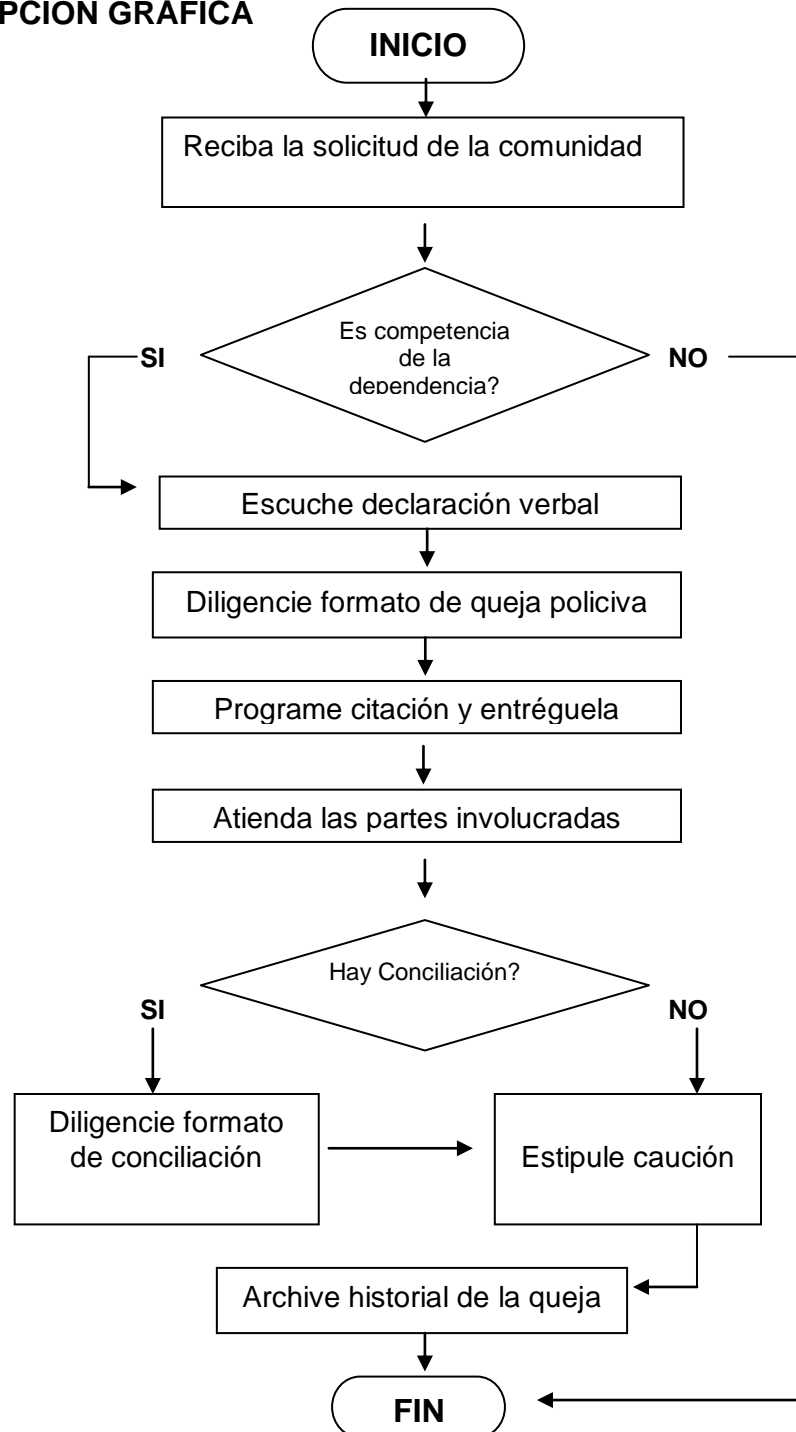 PCION GRAFICA
INICIO
Reciba la solicitud de la comunidad
Es competencia
de la
dependencia?
SI
NO
Escuche declaración verbal
Diligencie formato de queja policiva
Programe citación y entréguela
Atienda las partes involucradas
Hay Conciliación?
SI
NO
Diligencie formato
de conciliación
Estipule caución
Archive historial de la queja
FIN